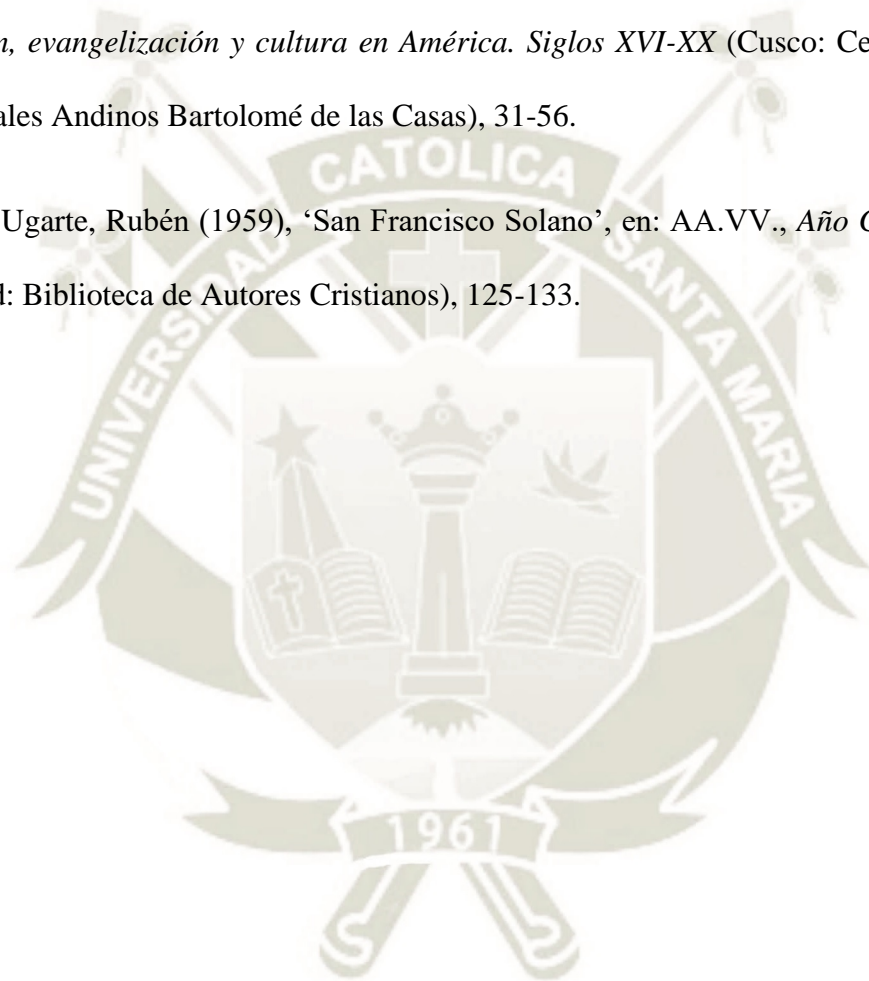 n, evangelización y cultura en América. Siglos XVI-XX (Cusco: Ce
ales Andinos Bartolomé de las Casas), 31-56.
Ugarte, Rubén (1959), ‘San Francisco Solano’, en: AA.VV., Año
d: Biblioteca de Autores Cristianos), 125-133.
UNIVERSIDAD CATOLICA SANTA MARIA
1961